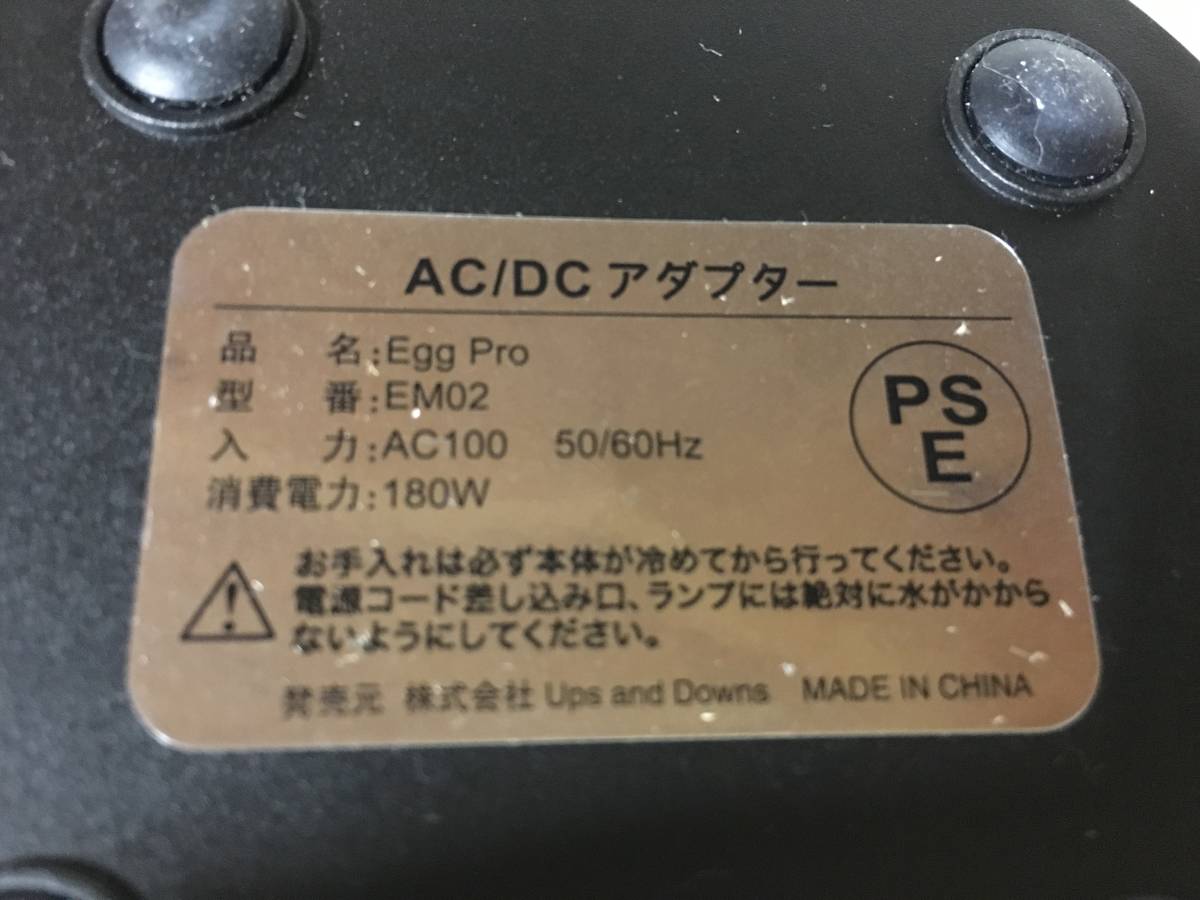 AC/DC アダプター
品　　名:Egg Pro
型　　番:EM02
入　　力:AC100　50/60Hz
消費電力:180W
PS
E
お手入れは必ず本体が冷めてから行ってください。
電源コード差し込み口、ランプには絶対に水がかから
ないようにしてください。
発売元 株式会社 Ups and Downs　MADE IN CHINA